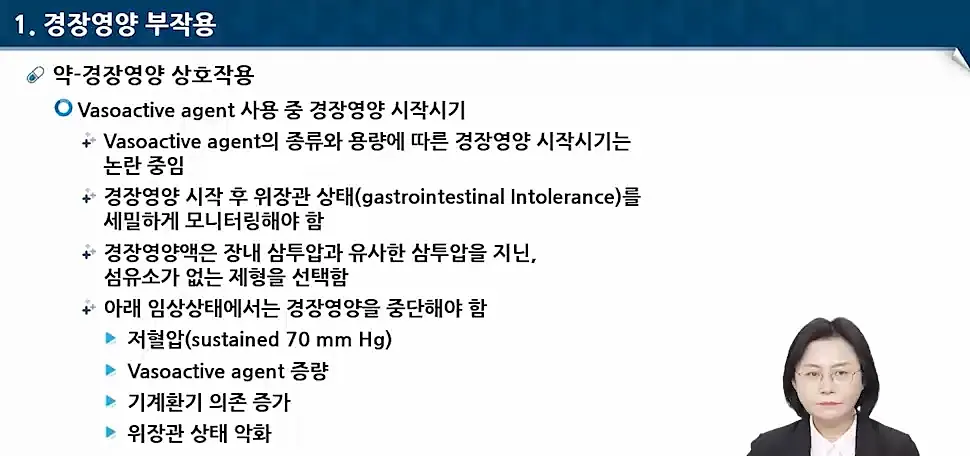 1. 경장영양 부작용
약-경장영양 상호작용
Vasoactive agent 사용 중 경장영양 시작시기
Vasoactive agent의 종류와 용량에 따른 경장영양 시작시기는
논란 중임
경장영양 시작 후 위장관 상태(gastrointestinal Intolerance)를
세밀하게 모니터링해야 함
경장영양액은 장내 삼투압과 유사한 삼투압을 지닌,
섬유소가 없는 제형을 선택함
아래 임상상태에서는 경장영양을 중단해야 함
저혈압(sustained 70 mm Hg)
Vasoactive agent 증량
기계환기 의존 증가
위장관 상태 악화